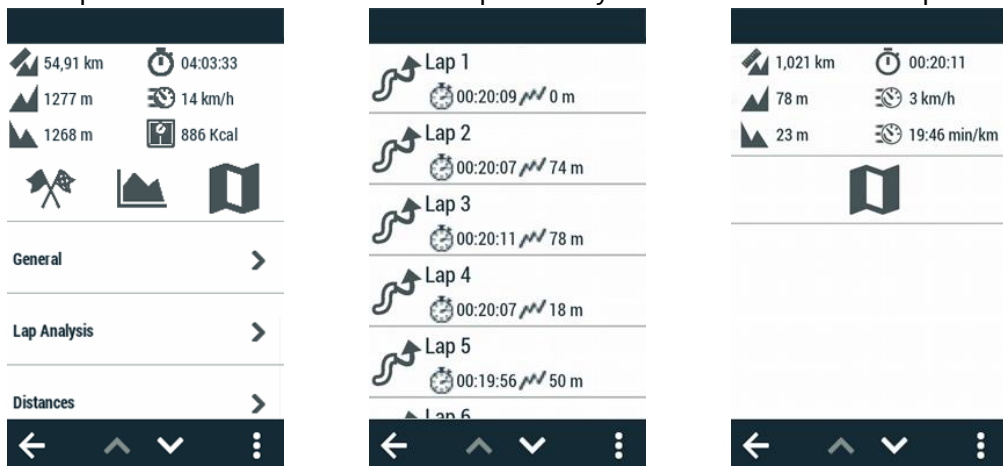 54,91 km 04:03:33
1277 m 14 km/h
1268 m 886 Kcal
General
Lap Analysis
Distances
Lap 1
00:20:09 0 m
Lap 2
00:20:07 74 m
Lap 3
00:20:11 78 m
Lap 4
00:20:07 18 m
Lap 5
00:19:56 50 m
Lap 6
1,021 km 00:20:11
78 m 3 km/h
23 m 19:46 min/km